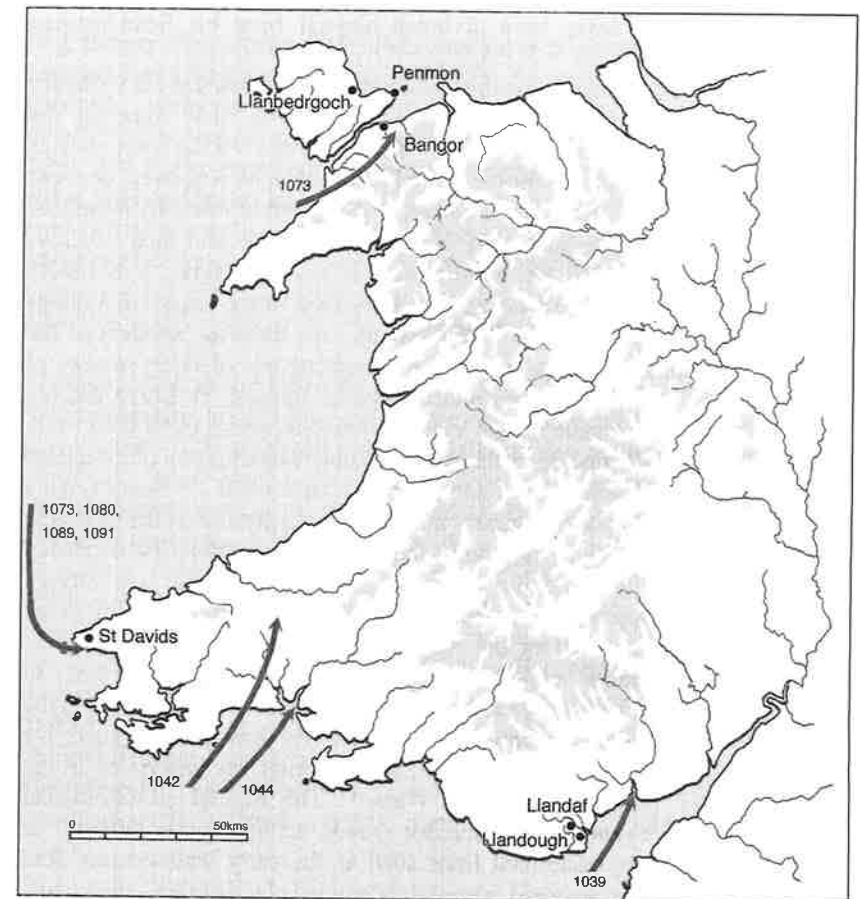 Penmon
Llanbedrgoch
Bangor
1073
1073, 1080,
1089, 1091
St Davids
1042
1044
0
50kms
Llandaf
Llandough
1039